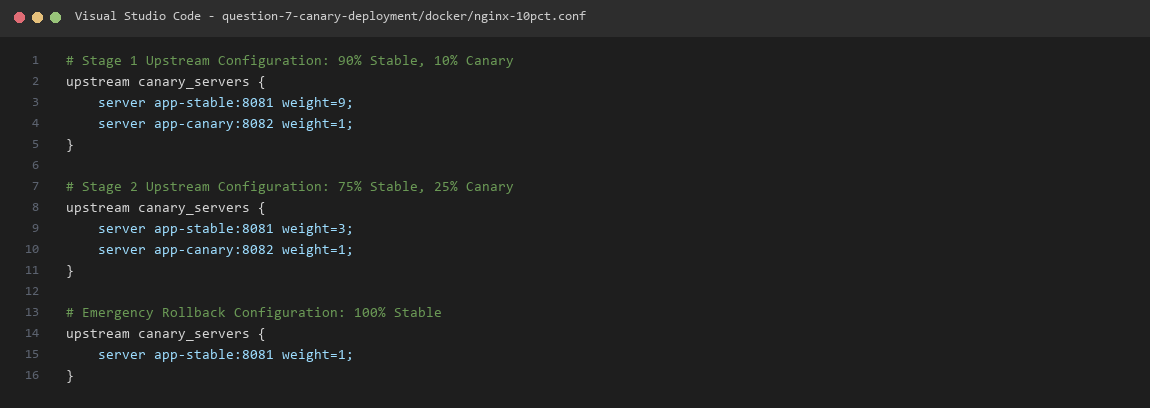 Visual Studio Code - question-7-canary-deployment/docker/nginx-10pct.conf
1 # Stage 1 Upstream Configuration: 90% Stable, 10% Canary
2 upstream canary_servers {
3     server app-stable:8081 weight=9;
4     server app-canary:8082 weight=1;
5 }
6
7 # Stage 2 Upstream Configuration: 75% Stable, 25% Canary
8 upstream canary_servers {
9     server app-stable:8081 weight=3;
10     server app-canary:8082 weight=1;
11 }
12
13 # Emergency Rollback Configuration: 100% Stable
14 upstream canary_servers {
15     server app-stable:8081 weight=1;
16 }